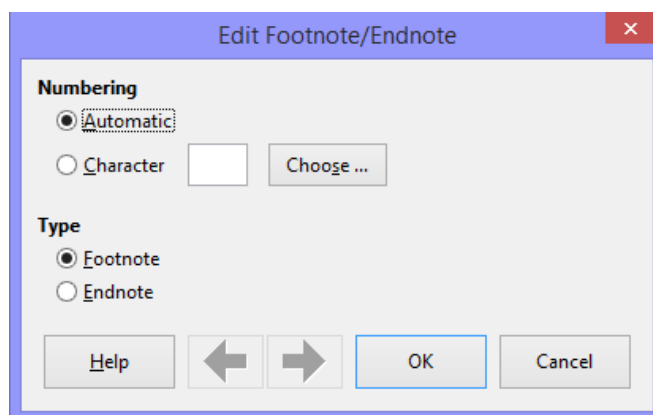 Edit Footnote/Endnote
Numbering
Automatic
Character Choose ...
Type
Footnote
Endnote
Help OK Cancel